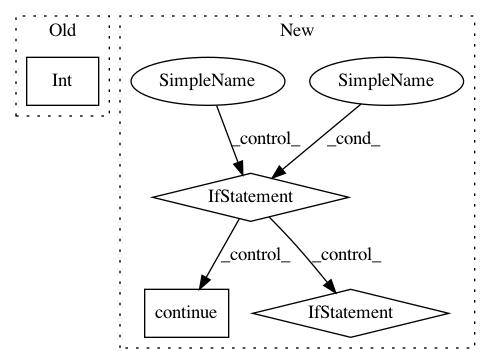 Old
New
Int
SimpleName
SimpleName
_control_
_cond_
IfStatement
_control_
_control_
continue
IfStatement